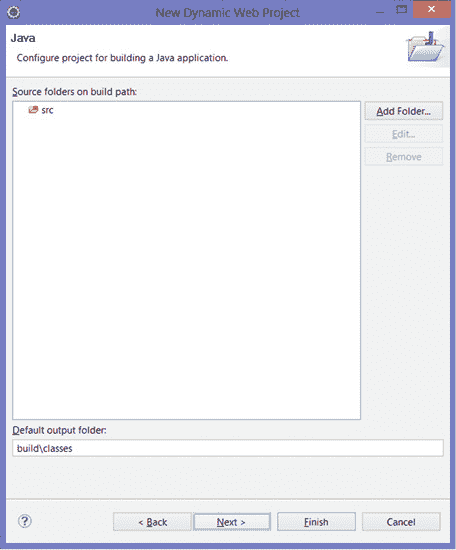 New Dynamic Web Project
Java
Configure project for building a Java application.
Source folders on build path:
src
Add Folder...
Edit...
Remove
Default output folder:
build\classes
< Back
Next >
Finish
Cancel